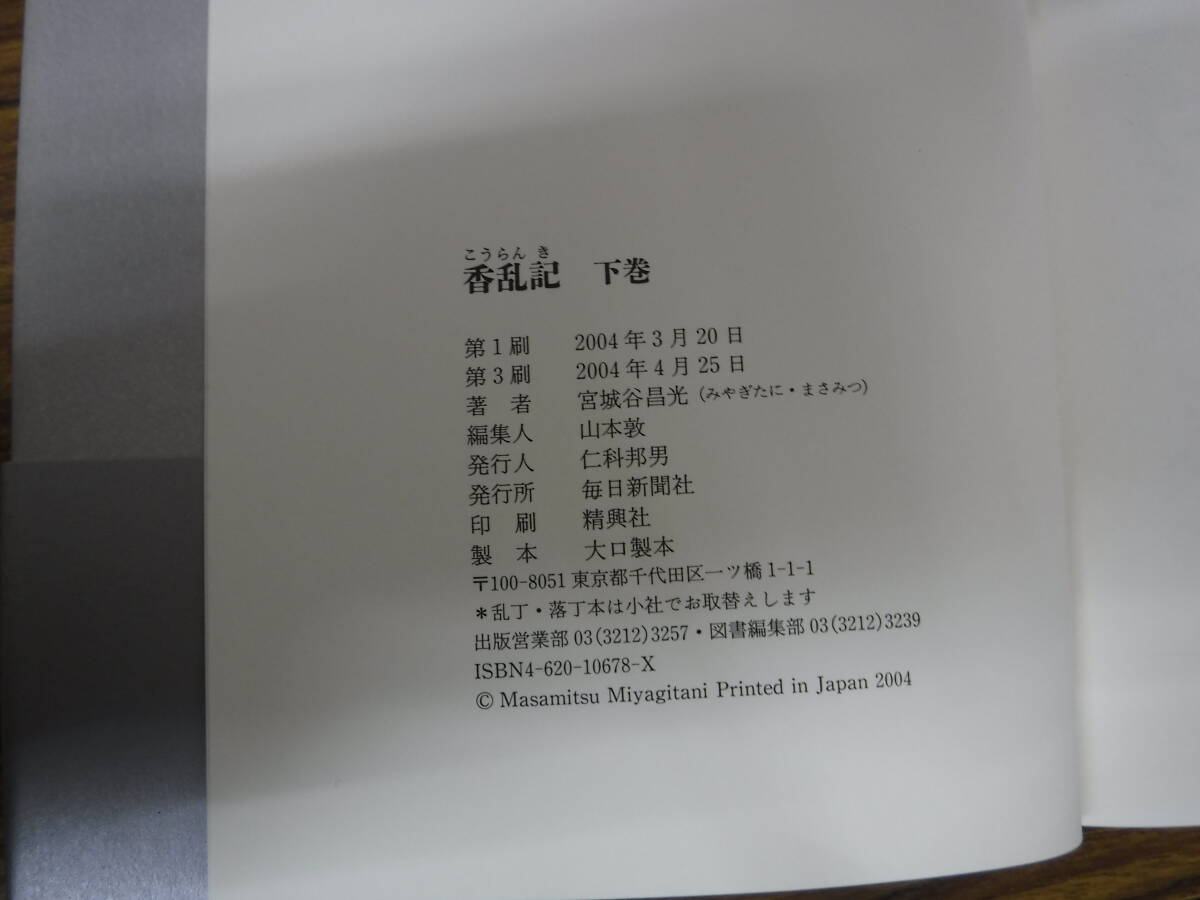 こうらんき
香乱記 下巻
第1刷 2004年3月20日
第3刷 2004年4月25日
著者 宮城谷昌光(みやぎたに・まさみつ)
編集人 山本敦
発行人 仁科邦男
発行所 毎日新聞社
印刷 精興社
製本 大口製本
〒100-8051 東京都千代田区一ツ橋1-1-1
*乱丁・落丁本は小社でお取替えします
出版営業部 03(3212)3257・図書編集部 03(3212)3239
ISBN4-620-10678-X
© Masamitsu Miyagitani Printed in Japan 2004